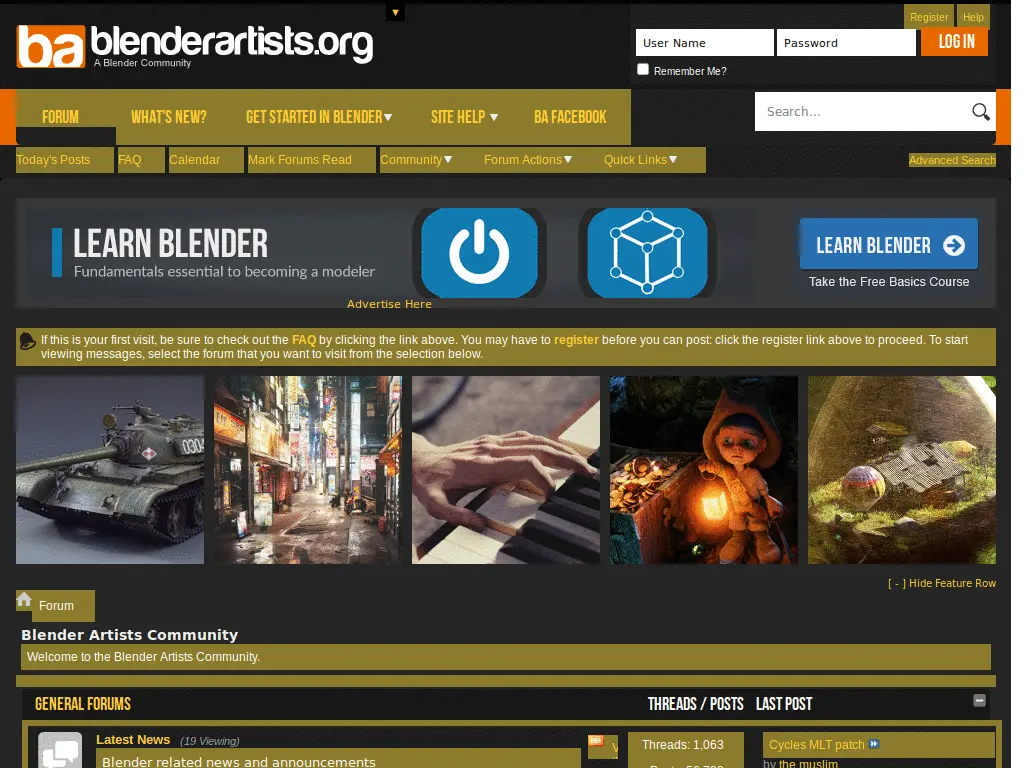 Register Help
ba blenderartists.org
A Blender Community
User Name Password LOG IN
Remember Me?
FORUM WHAT'S NEW? GET STARTED IN BLENDER SITE HELP BA FACEBOOK
Search...
Today's Posts FAQ Calendar Mark Forums Read Community Forum Actions Quick Links Advanced Search
LEARN BLENDER
Fundamentals essential to becoming a modeler
LEARN BLENDER
Take the Free Basics Course
Advertise Here
If this is your first visit, be sure to check out the FAQ by clicking the link above. You may have to register before you can post: click the register link above to proceed. To start
viewing messages, select the forum that you want to visit from the selection below.
[ - ] Hide Feature Row
Forum
Blender Artists Community
Welcome to the Blender Artists Community.
GENERAL FORUMS THREADS / POSTS LAST POST
Latest News (19 Viewing) Threads: 1,063 Cycles MLT patch
Blender related news and announcements
by the muslim